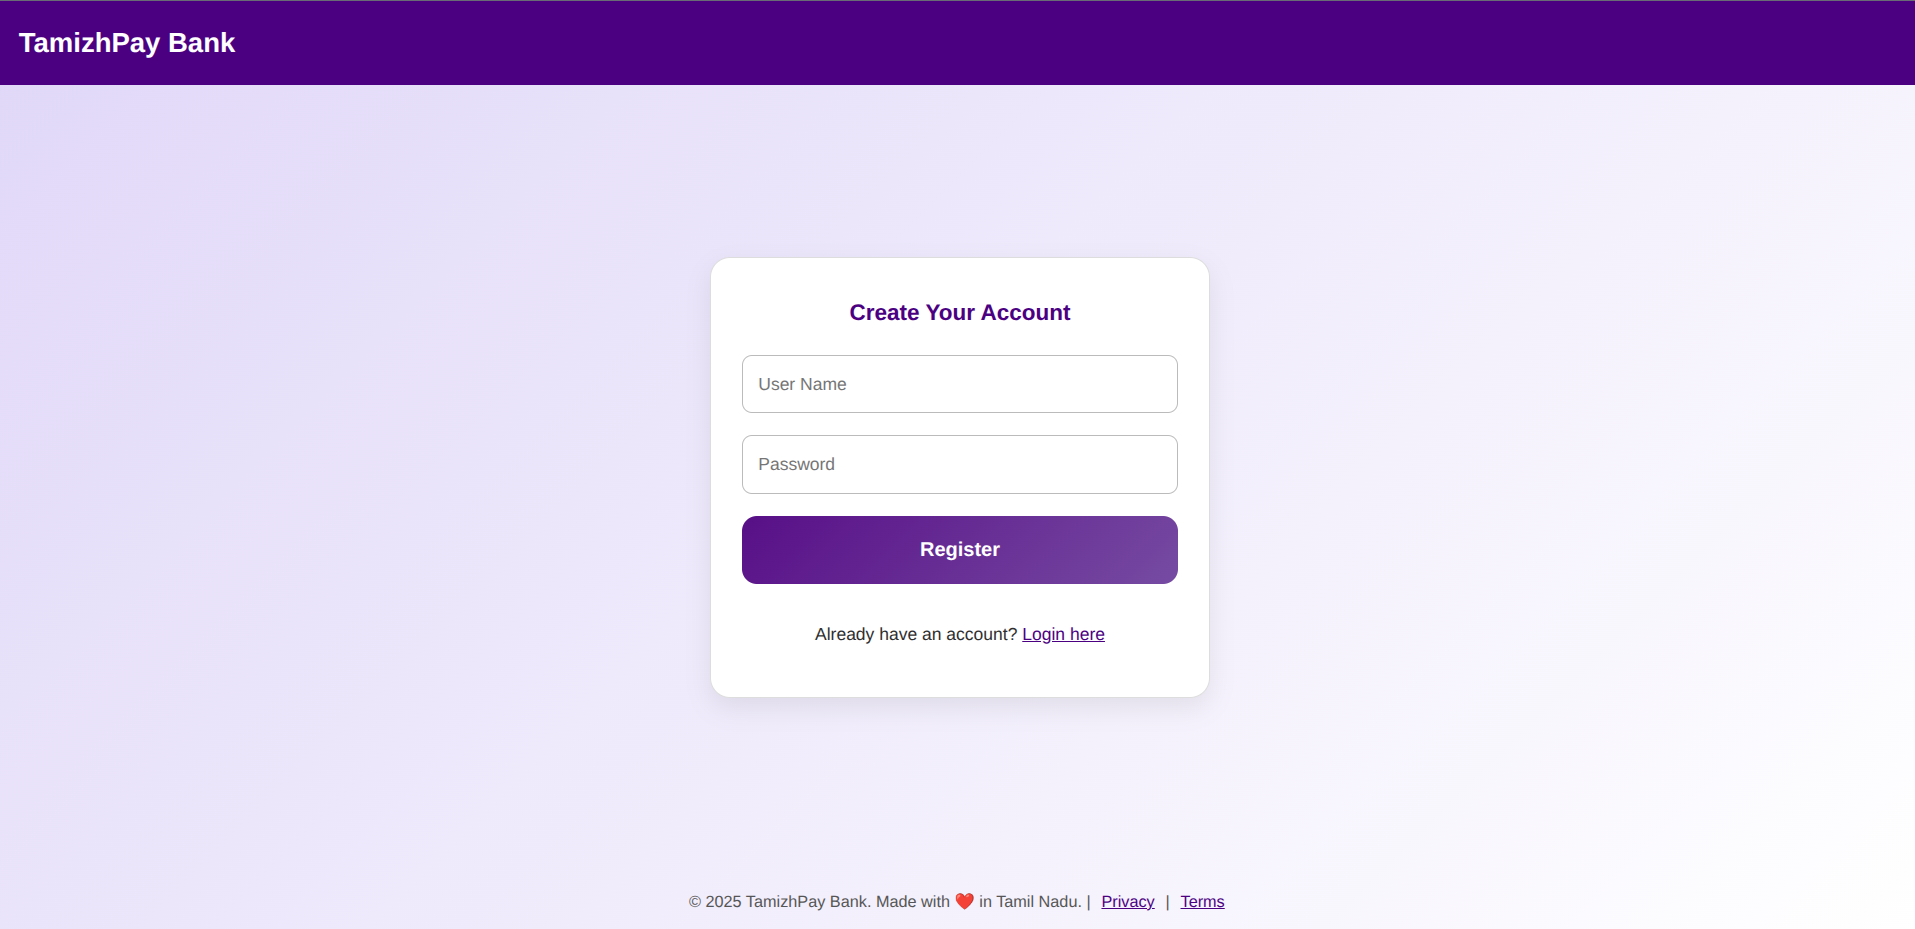 TamizhPay Bank
Create Your Account
User Name
Password
Register
Already have an account? Login here
© 2025 TamizhPay Bank. Made with ❤️ in Tamil Nadu. | Privacy | Terms